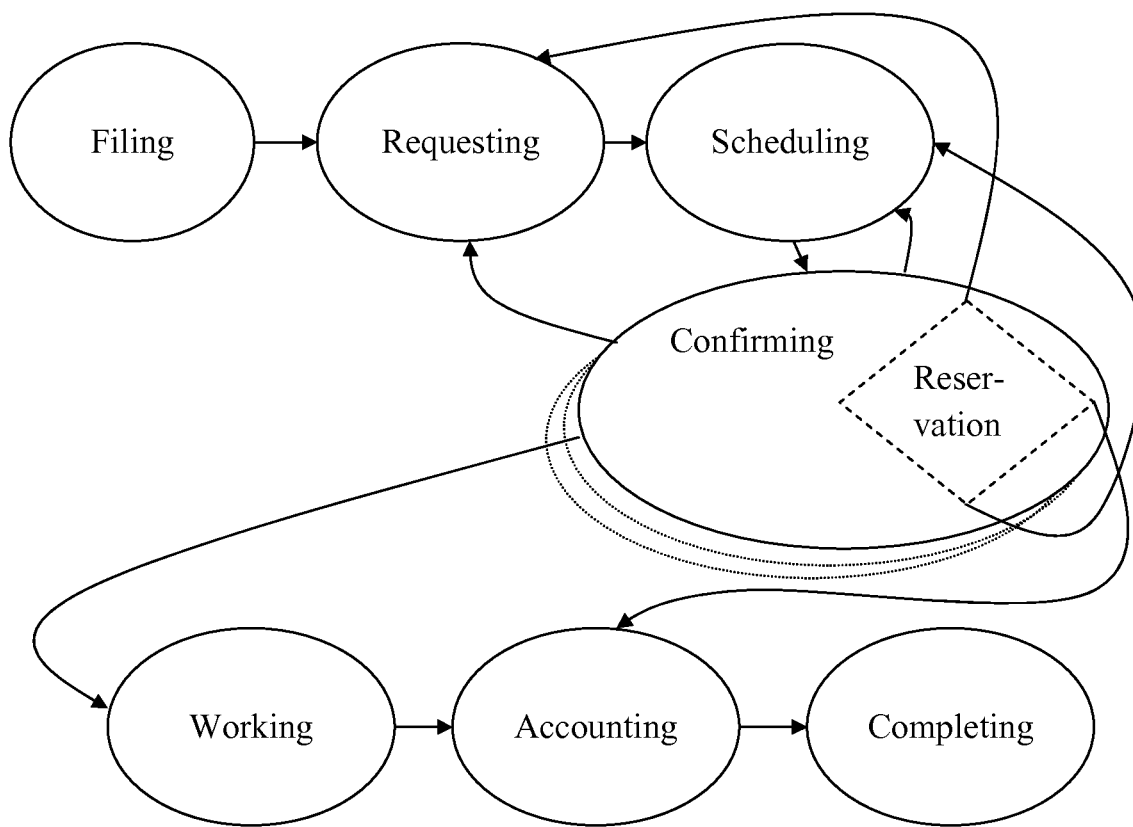 Filing
Requesting
Scheduling
Confirming
Reser-
vation
Working
Accounting
Completing